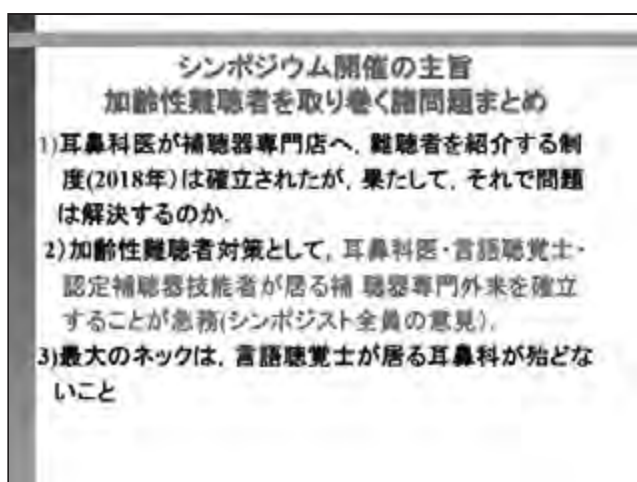 シンポジウム開催の主旨
加齢性難聴者を取り巻く諸問題まとめ
1)耳鼻科医が補聴器専門店へ, 難聴者を紹介する制
度(2018年)は確立されたが, 果たして, それで問題
は解決するのか.
2)加齢性難聴者対策として, 耳鼻科医・言語聴覚士・
認定補聴器技能者が居る補 聴器専門外来を確立
することが急務(シンポジスト全員の意見).
3)最大のネックは, 言語聴覚士が居る耳鼻科が殆どな
いこと